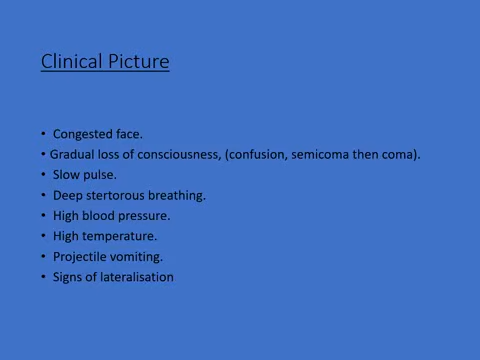 Clinical Picture
• Congested face.
• Gradual loss of consciousness, (confusion, semicoma then coma).
• Slow pulse.
• Deep stertorous breathing.
• High blood pressure.
• High temperature.
• Projectile vomiting.
• Signs of lateralisation